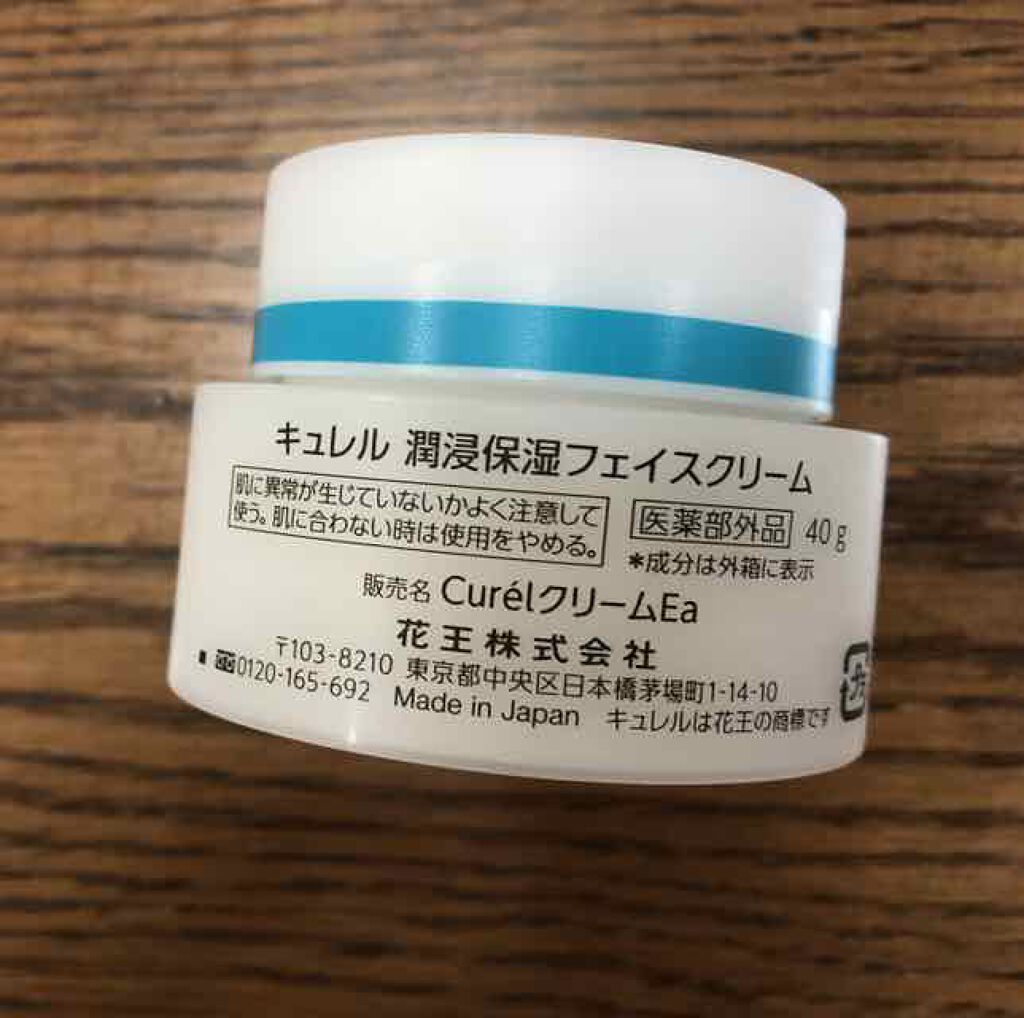 キュレル 潤浸保湿フェイスクリーム
肌に異常が生じていないかよく注意して
使う。肌に合わない時は使用をやめる。
医薬部外品 40g
*成分は外箱に表示
販売名 CurélクリームEa
花王株式会社
〒103-8210 東京都中央区日本橋茅場町1-14-10
0120-165-692 Made in Japan キュレルは花王の商標です